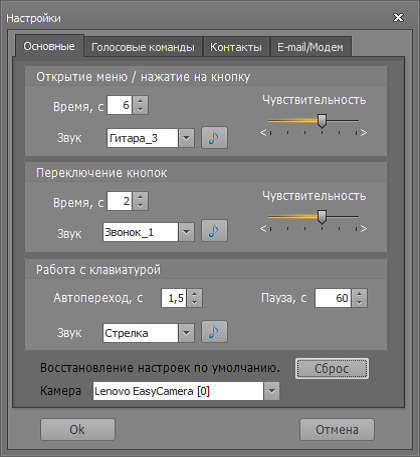 Настройки
Основные Голосовые команды Контакты E-mail/Модем
Открытие меню / нажатие на кнопку
Время, с 6 Чувствительность
Звук Гитара_3 < >
Переключение кнопок
Время, с 2 Чувствительность
Звук Звонок_1 < >
Работа с клавиатурой
Автопереход, с 1,5 Пауза, с 60
Звук Стрелка
Восстановление настроек по умолчанию. Сброс
Камера Lenovo EasyCamera [0]
Ok Отмена